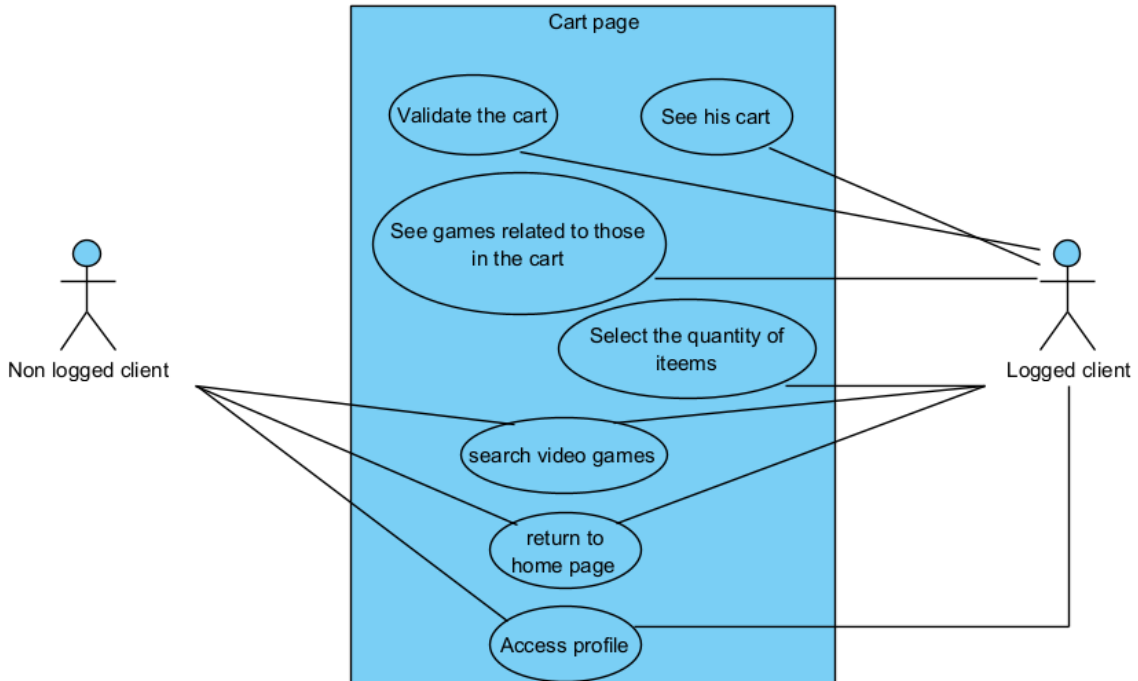 Cart page
Validate the cart
See his cart
See games related to those
in the cart
Select the quantity of
iteems
Non logged client
Logged client
search video games
return to
home page
Access profile